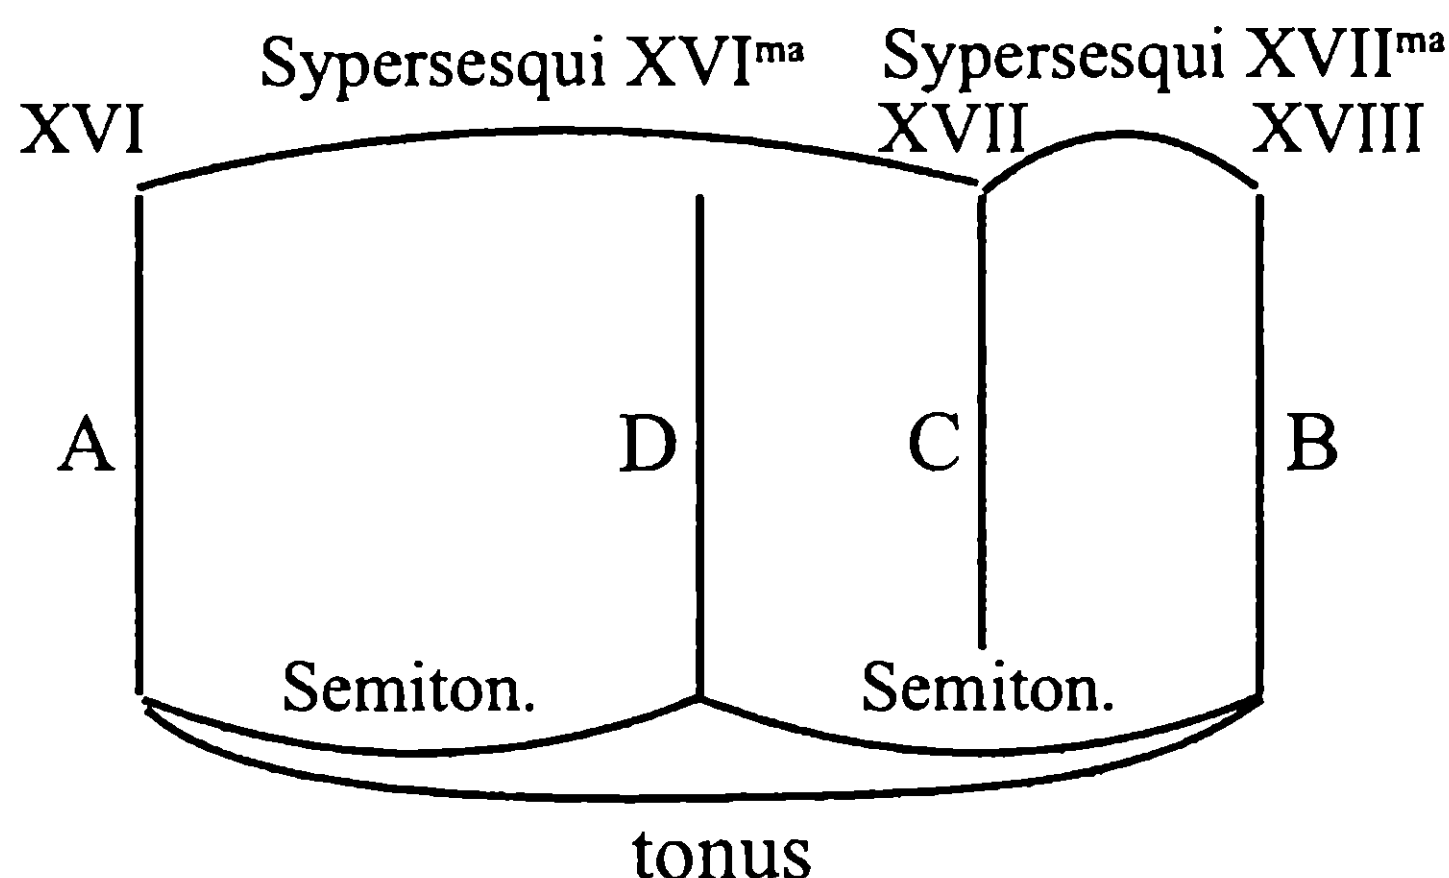 Sypersesqui XVIma Sypersesqui XVIIma
XVI XVII XVIII
A D C B
Semiton. Semiton.
tonus